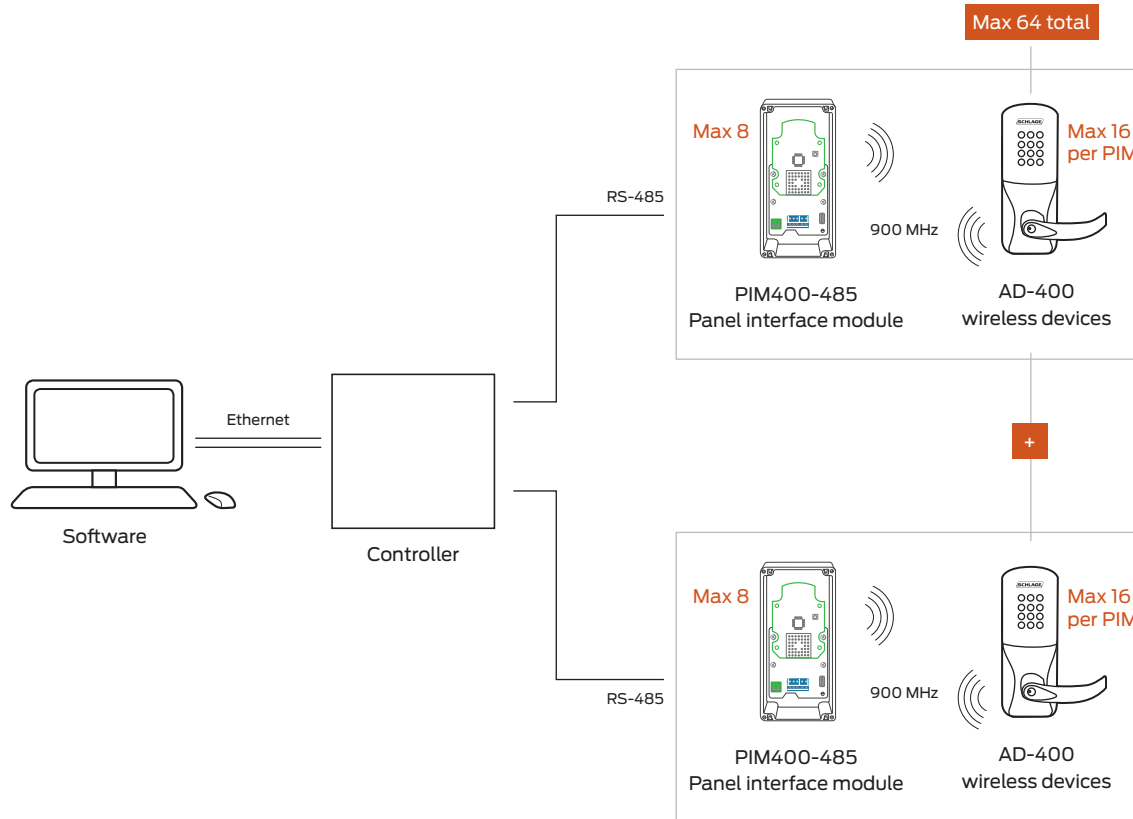 Max 64 total
Max 8
SCHLAGE
Max 16
per PIM
RS-485
900 MHz
PIM400-485
Panel interface module
AD-400
wireless devices
Ethernet
+
Software
Controller
Max 8
SCHLAGE
Max 16
per PIM
RS-485
900 MHz
PIM400-485
Panel interface module
AD-400
wireless devices